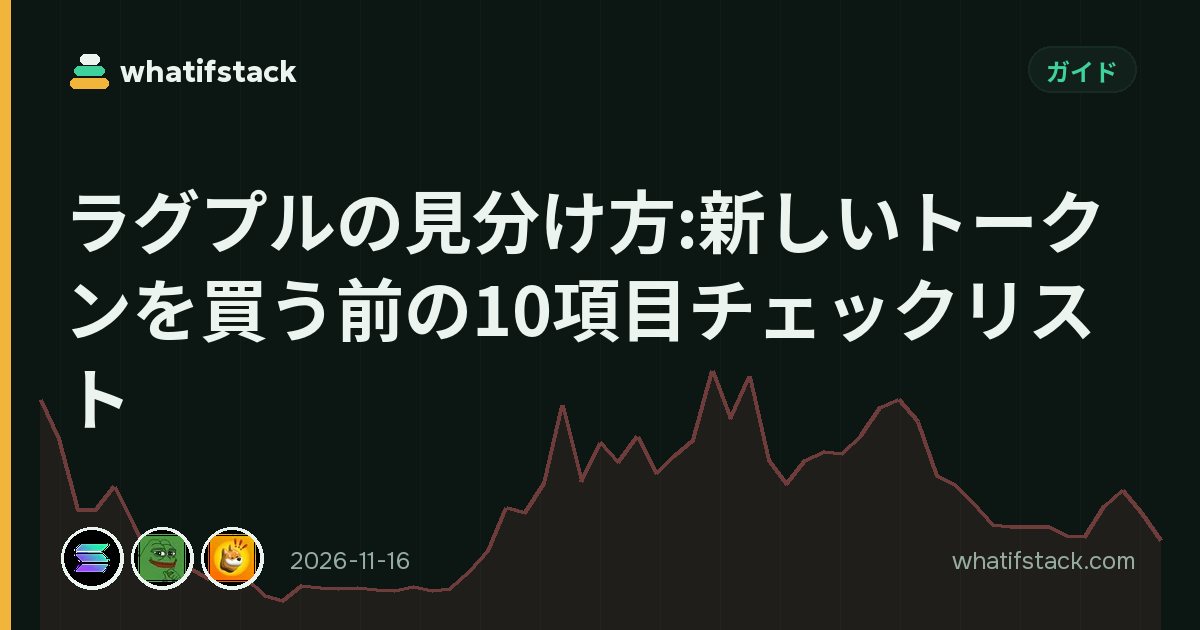 whatifstack
ガイド
ラグプルの見分け方:新しいトーク
ンを買う前の10項目チェックリス
ト
2026-11-16
whatifstack.com